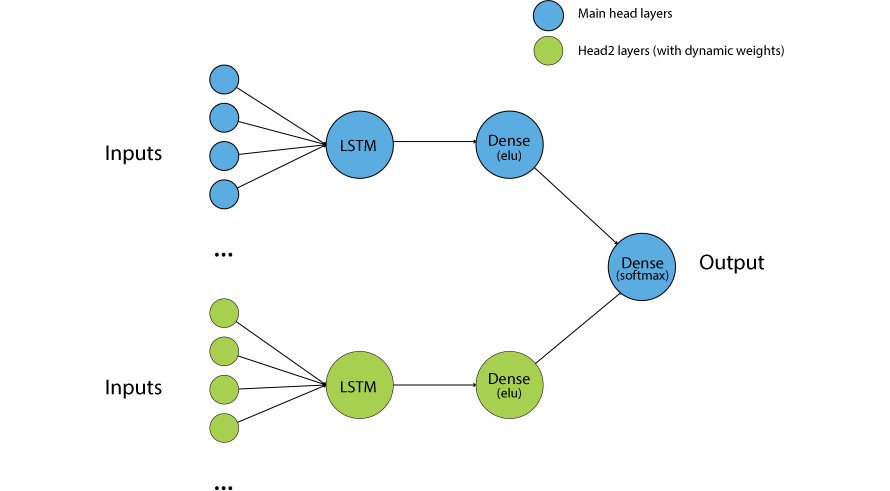 Main head layers
Head2 layers (with dynamic weights)
Inputs
LSTM
Dense
(elu)
...
Dense
(softmax)
Output
Inputs
LSTM
Dense
(elu)
...